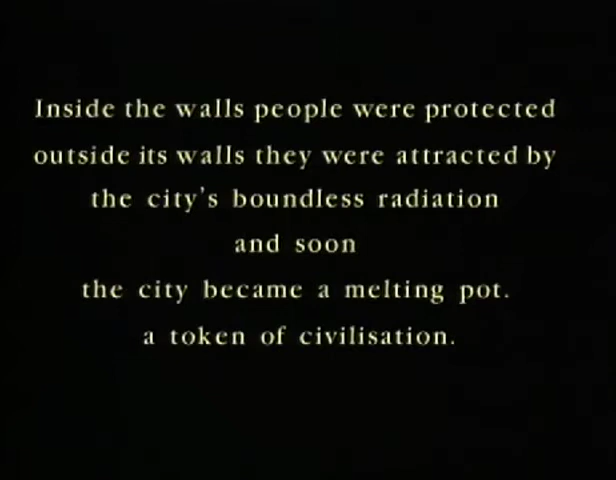 Inside the walls people were protected
outside its walls they were attracted by
the city's boundless radiation
and soon
the city became a melting pot.
a token of civilisation.